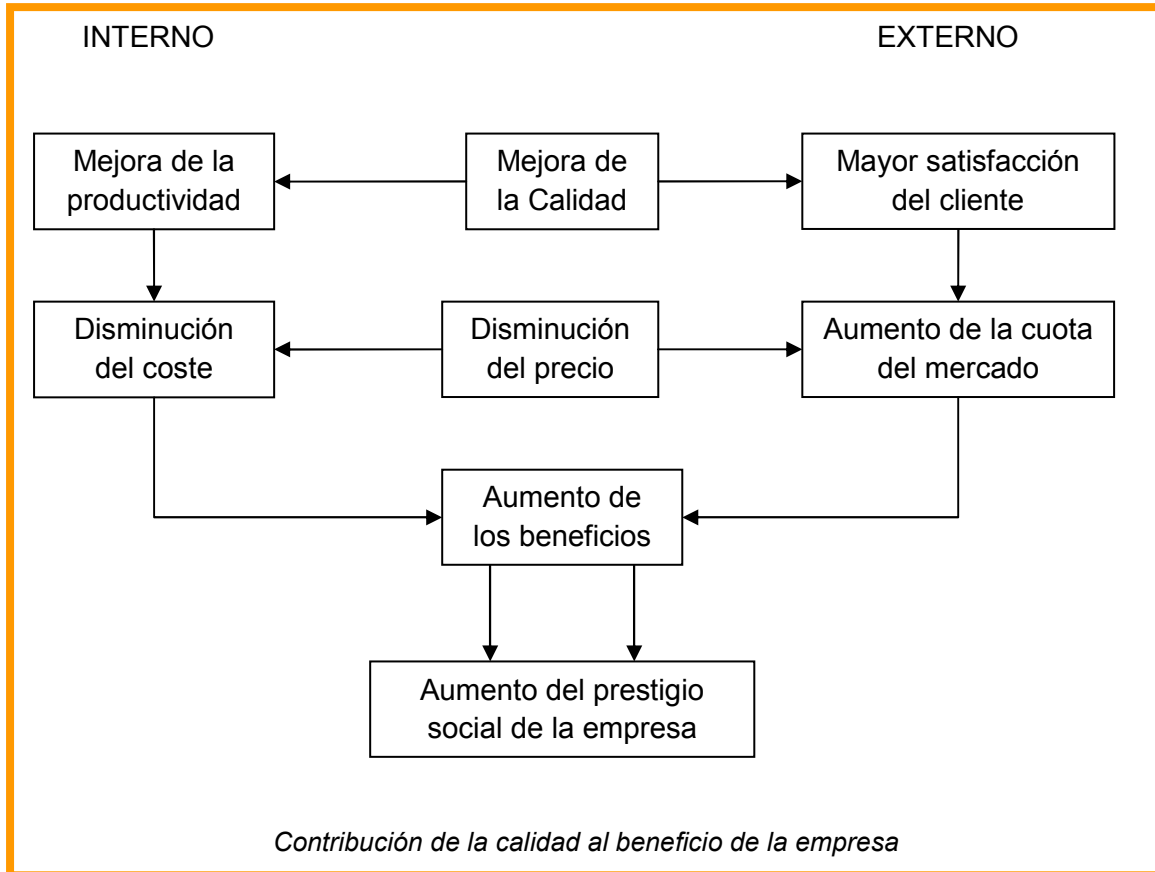 INTERNO
EXTERNO
Mejora de la
productividad
Mejora de
la Calidad
Mayor satisfacción
del cliente
Disminución
del coste
Disminución
del precio
Aumento de la cuota
del mercado
Aumento de
los beneficios
Aumento del prestigio
social de la empresa
Contribución de la calidad al beneficio de la empresa